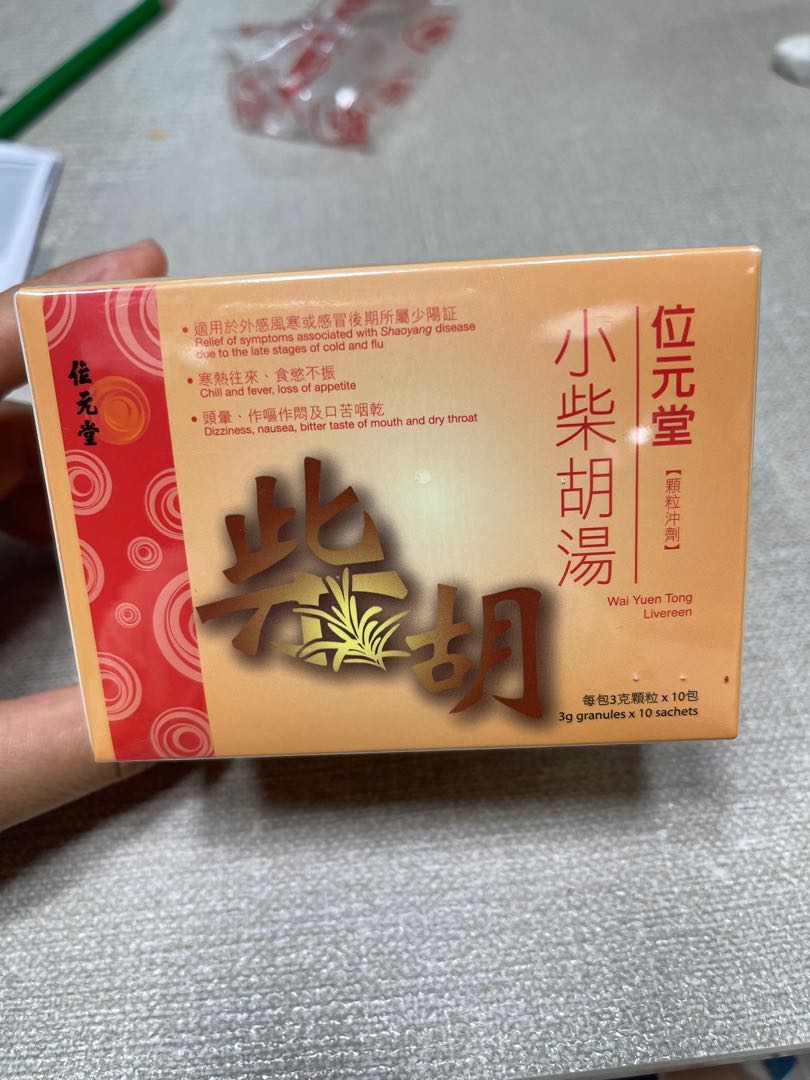 位元堂
• 適用於外感風寒或感冒後期所屬少陽証
Relief of symptoms associated with Shaoyang disease
due to the late stages of cold and flu
• 寒熱往來、食慾不振
Chill and fever, loss of appetite
• 頭暈、作嘔作悶及口苦咽乾
Dizziness, nausea, bitter taste of mouth and dry throat
位元堂
【顆粒沖劑】
小柴胡湯
Wai Yuen Tong
Livereen
柴胡
每包3克顆粒 x 10包
3g granules x 10 sachets